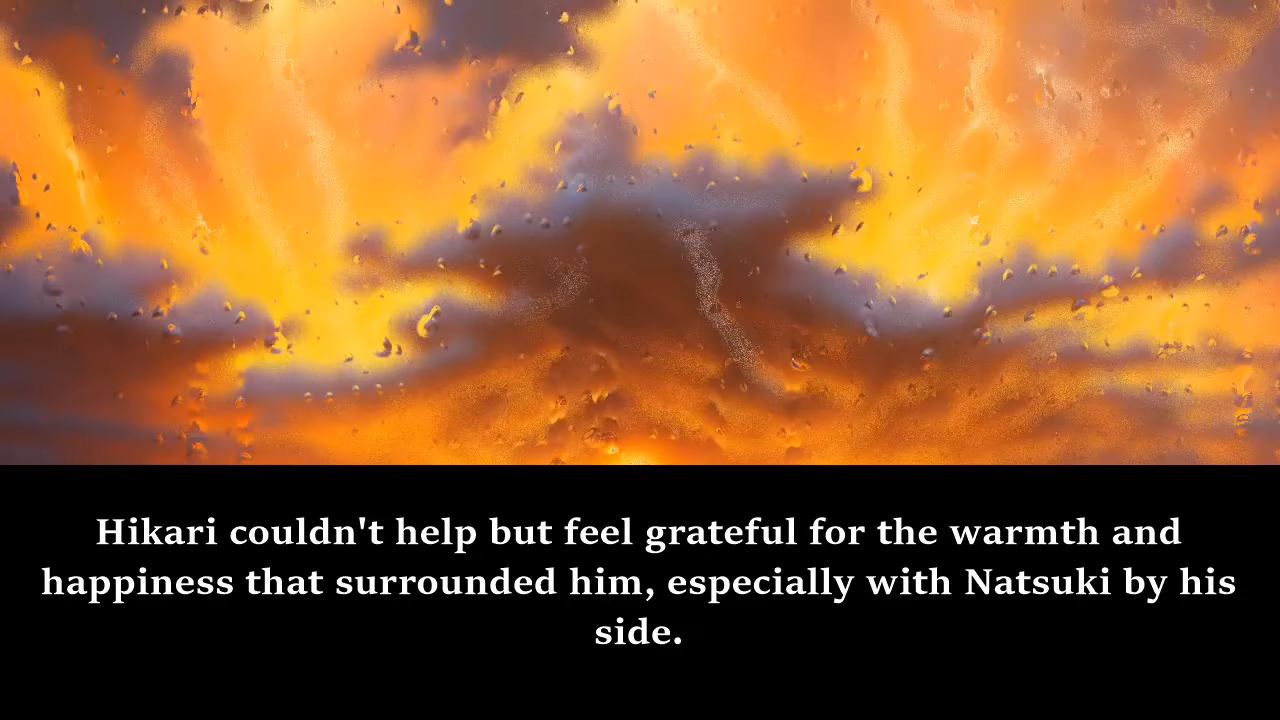 Hikari couldn't help but feel grateful for the warmth and
happiness that surrounded him, especially with Natsuki by his
side.